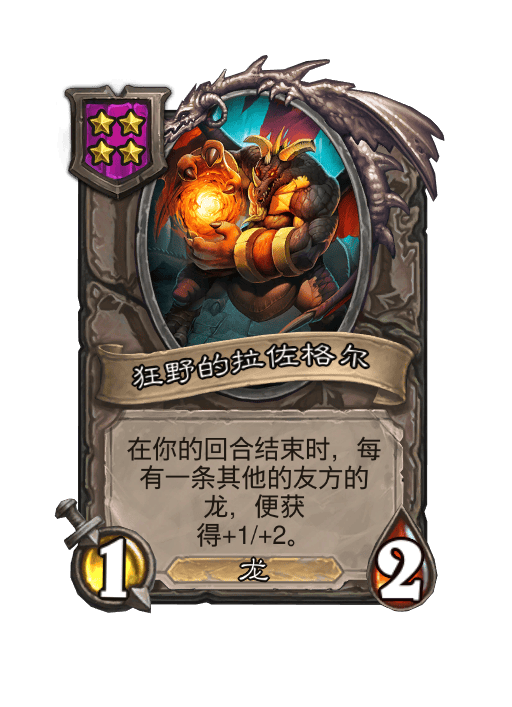 狂野的拉佐格尔
在你的回合结束时，每
有一条其他的友方的
龙，便获
得+1/+2。
1
龙
2